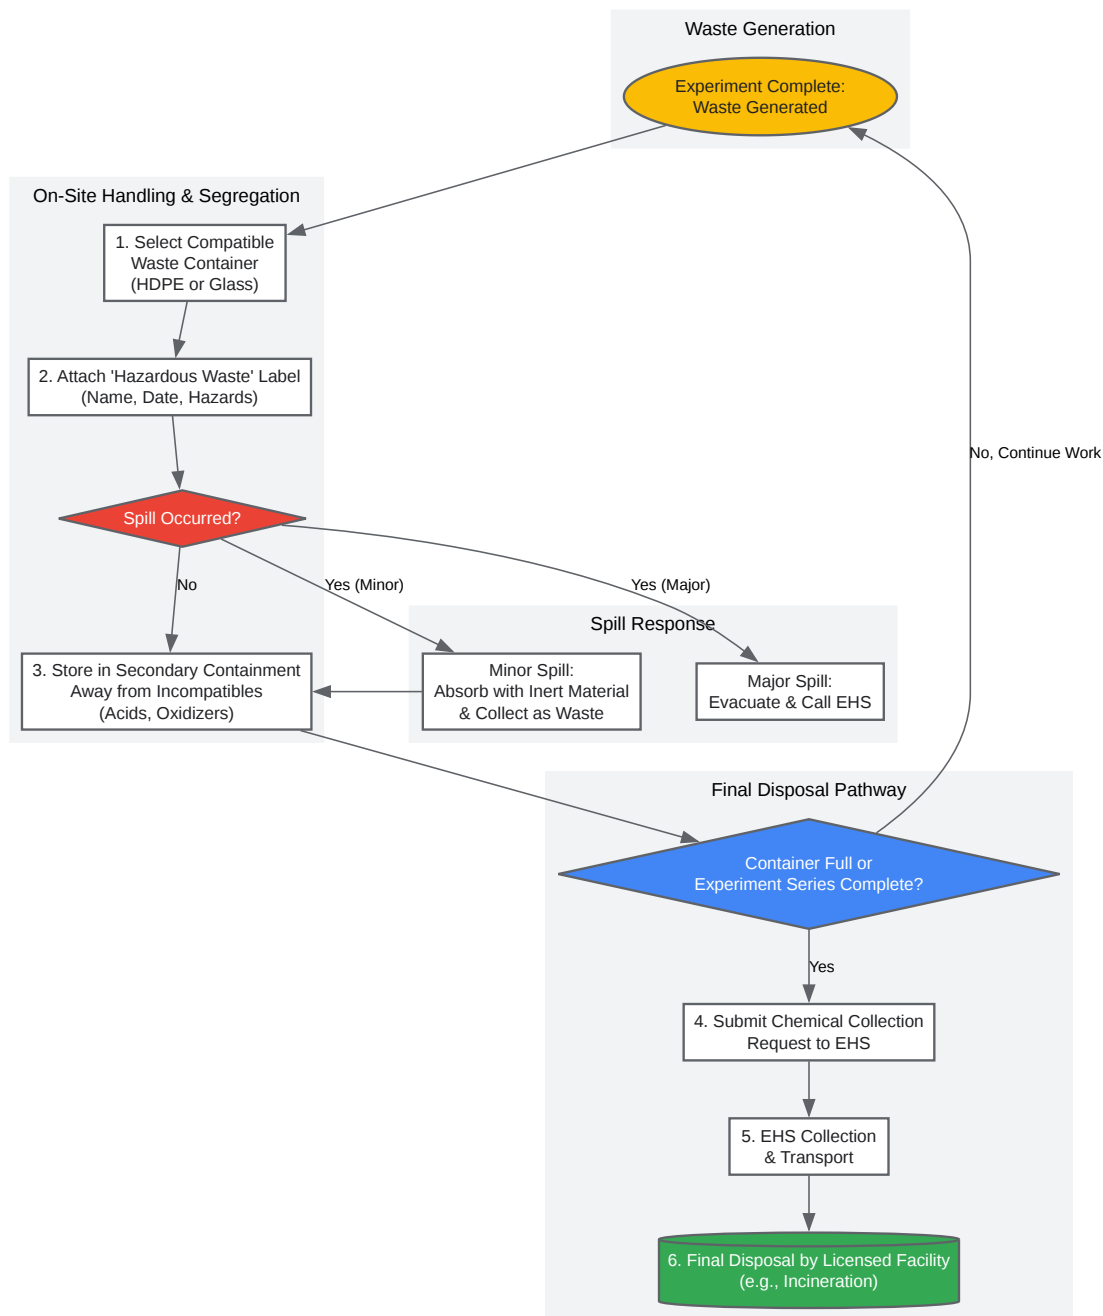 Waste Generation
Experiment Complete:
Waste Generated
On-Site Handling & Segregation
1. Select Compatible
Waste Container
(HDPE or Glass)
2. Attach 'Hazardous Waste' Label
(Name, Date, Hazards)
No, Continue Work
Spill Occurred?
No
Yes (Minor)
Yes (Major)
Spill Response
3. Store in Secondary Containment
Away from Incompatibles
(Acids, Oxidizers)
Minor Spill:
Absorb with Inert Material
& Collect as Waste
Major Spill:
Evacuate & Call EHS
Final Disposal Pathway
Container Full or
Experiment Series Complete?
Yes
4. Submit Chemical Collection
Request to EHS
5. EHS Collection
& Transport
6. Final Disposal by Licensed Facility
(e.g., Incineration)